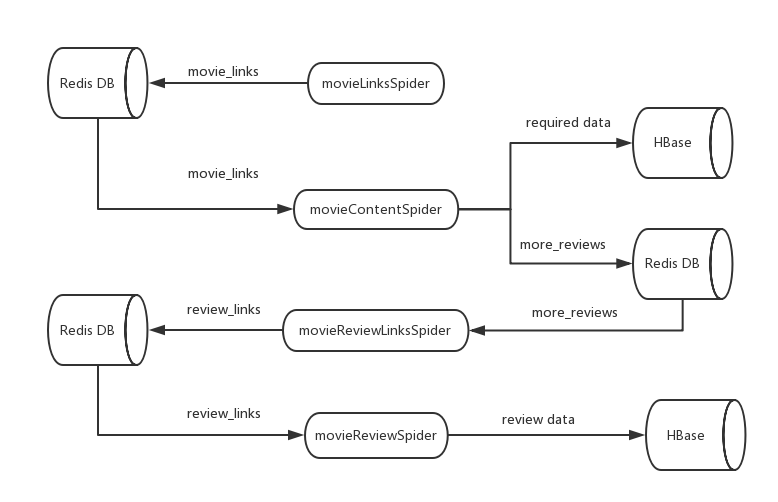 movie_links
Redis DB
movieLinksSpider
required data
HBase
movie_links
movieContentSpider
more_reviews
Redis DB
review_links
more_reviews
Redis DB
movieReviewLinksSpider
review_links
review data
movieReviewSpider
HBase